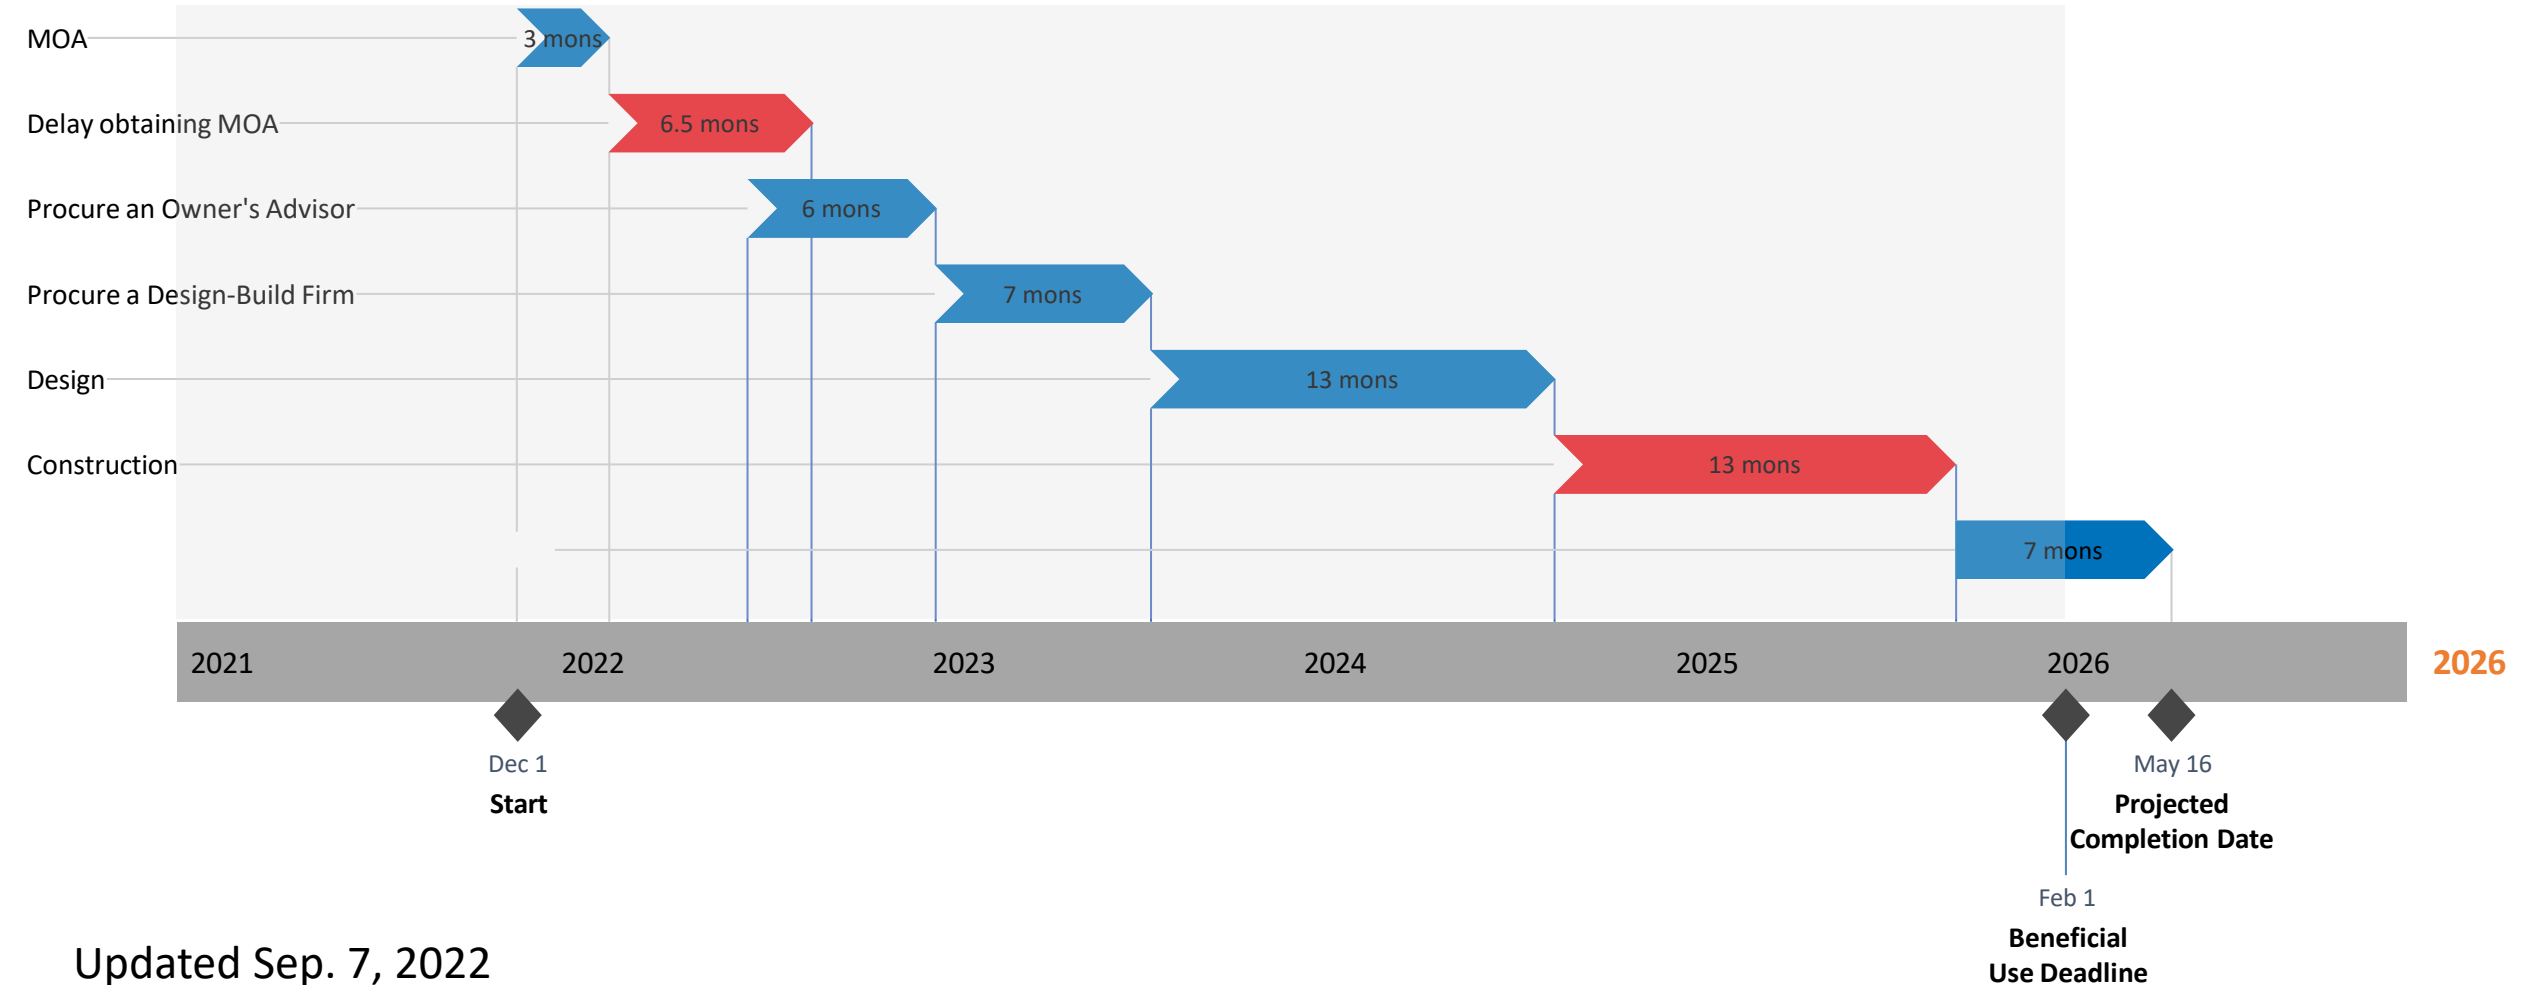 MOA
3 mons
Delay obtaining MOA
6.5 mons
Procure an Owner's Advisor
6 mons
Procure a Design-Build Firm
7 mons
Design
13 mons
Construction
13 mons
7 mons
2021 2022 2023 2024 2025 2026 2026
Dec 1
Start
May 16
Projected
Completion Date
Feb 1
Beneficial
Use Deadline
Updated Sep. 7, 2022